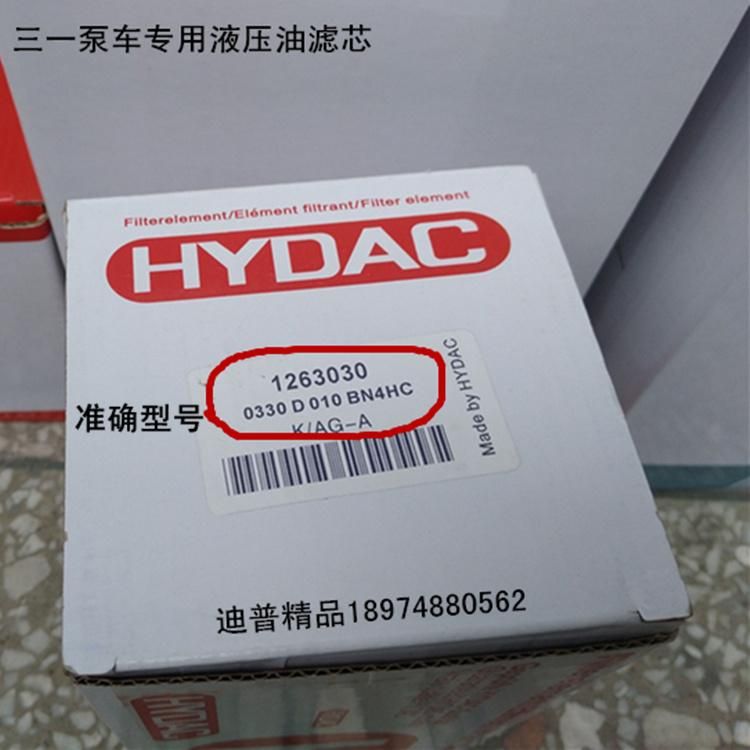 三一泵车专用液压油滤芯
Filterelement/Elément filtrant/Filter element
HYDAC
1263030
0330 D 010 BN4HC
K/AG-A
Made by HYDAC
准确型号
迪普精品18974880562
HYDAC